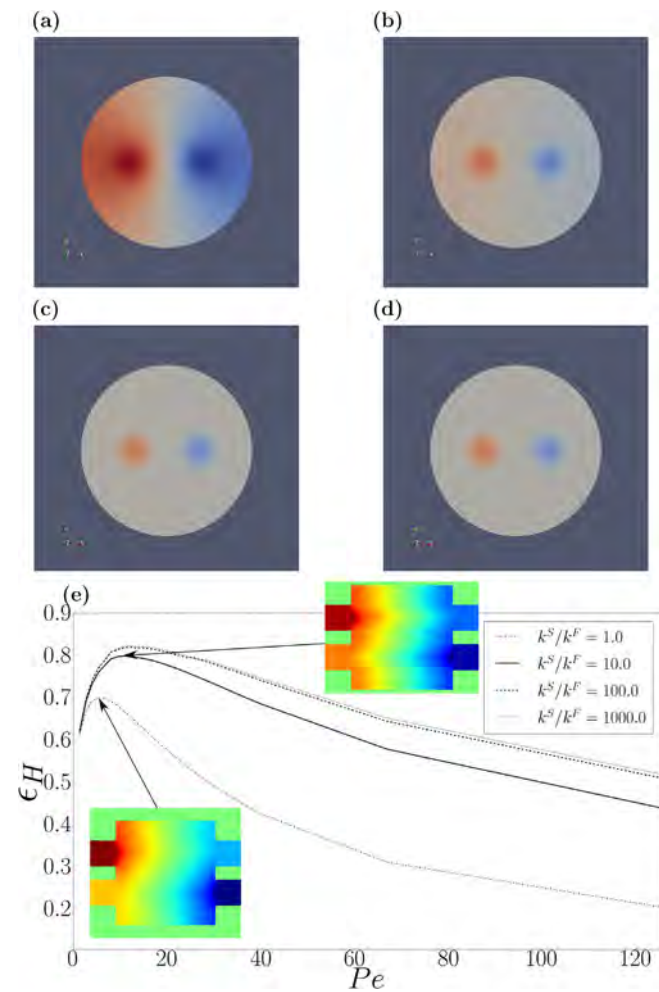 (a)
(b)
(c)
(d)
(e)
0.9
0.8
0.7
0.6
0.5
0.4
0.3
0.2
ϵ_H
k^S/k^F = 1.0
k^S/k^F = 10.0
k^S/k^F = 100.0
k^S/k^F = 1000.0
0 20 40 60 80 100 120
Pe